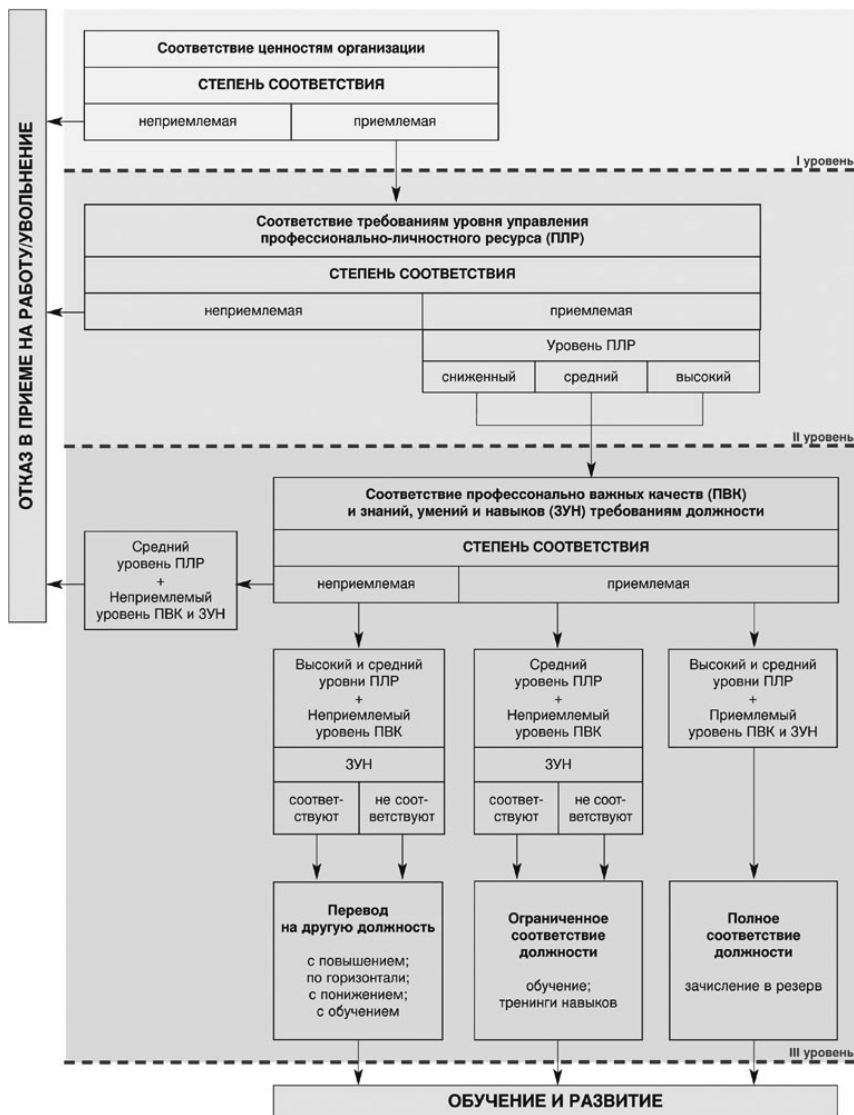 ОТКАЗ В ПРИЕМЕ НА РАБОТУ/УВОЛЬНЕНИЕ
Соответствие ценностям организации
СТЕПЕНЬ СООТВЕТСТВИЯ
неприемлемая
приемлемая
I уровень
Соответствие требованиям уровня управления
профессионально-личностного ресурса (ПЛР)
СТЕПЕНЬ СООТВЕТСТВИЯ
неприемлемая
приемлемая
Уровень ПЛР
сниженный
средний
высокий
II уровень
Соответствие професcионально важных качеств (ПВК)
и знаний, умений и навыков (ЗУН) требованиям должности
СТЕПЕНЬ СООТВЕТСТВИЯ
неприемлемая
приемлемая
Средний
уровень ПЛР
+
Неприемлемый
уровень ПВК и ЗУН
Высокий и средний
уровни ПЛР
+
Неприемлемый
уровень ПВК
ЗУН
соответ-
ствуют
не соот-
ветствуют
Средний
уровень ПЛР
+
Неприемлемый
уровень ПВК
ЗУН
соответ-
ствуют
не соот-
ветствуют
Высокий и средний
уровни ПЛР
+
Приемлемый
уровень ПВК и ЗУН
Перевод
на другую должность
с повышением;
по горизонтали;
с понижением;
с обучением
Ограниченное
соответствие
должности
обучение;
тренинги навыков
Полное
соответствие
должности
зачисление в резерв
III уровень
ОБУЧЕНИЕ И РАЗВИТИЕ